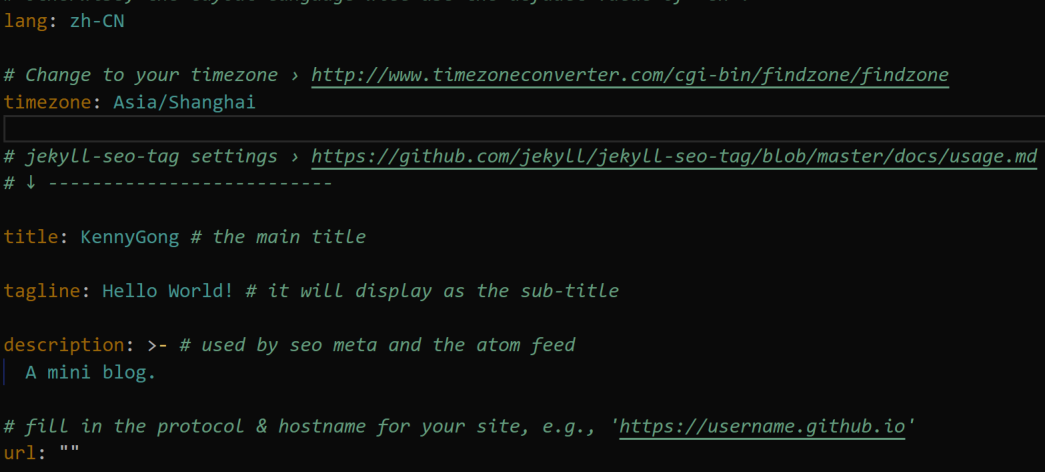 lang: zh-CN
# Change to your timezone › http://www.timezoneconverter.com/cgi-bin/findzone/findzone
timezone: Asia/Shanghai
# jekyll-seo-tag settings › https://github.com/jekyll/jekyll-seo-tag/blob/master/docs/usage.md
# ↓ --------------------------
title: KennyGong # the main title
tagline: Hello World! # it will display as the sub-title
description: >- # used by seo meta and the atom feed
A mini blog.
# fill in the protocol & hostname for your site, e.g., 'https://username.github.io'
url: ""